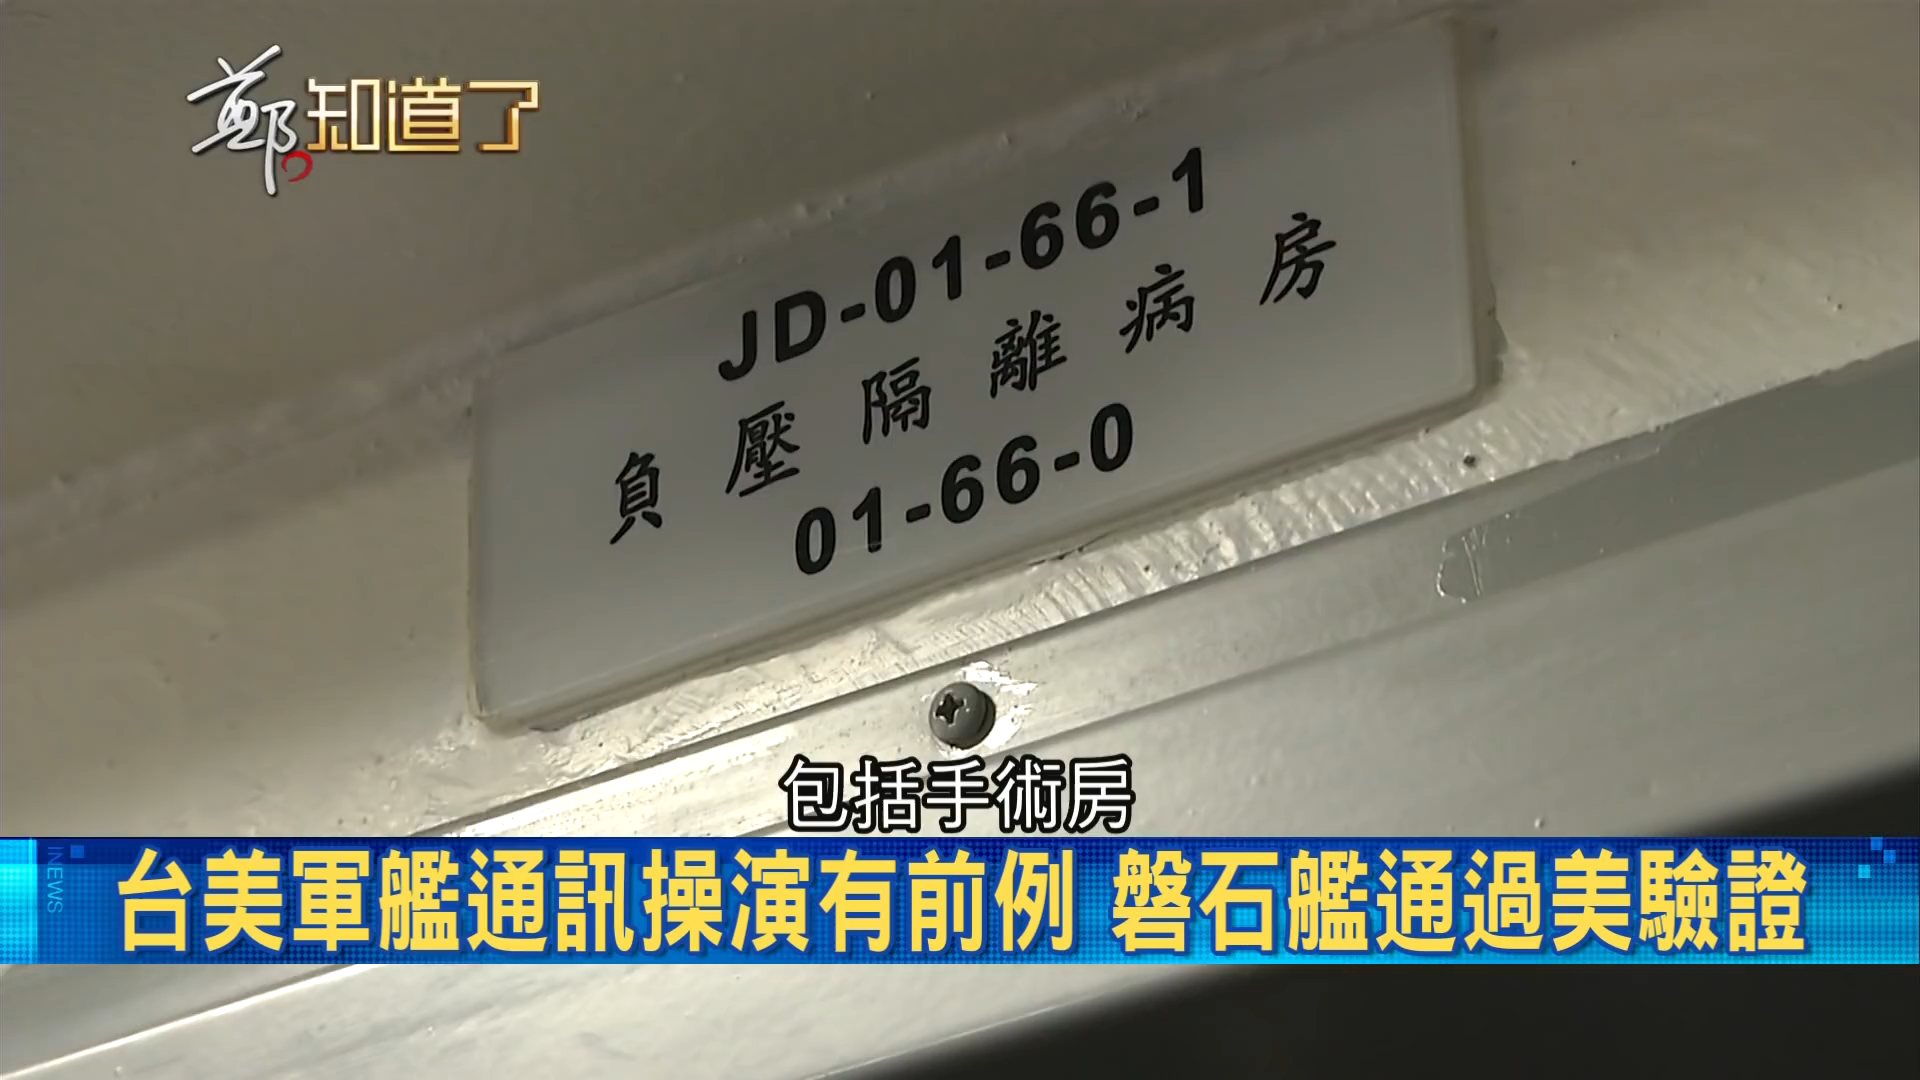 鄭知道了
JD-01-66-1
負壓隔離病房
01-66-0
包括手術房
INEWS
台美軍艦通訊操演有前例 磐石艦通過美驗證